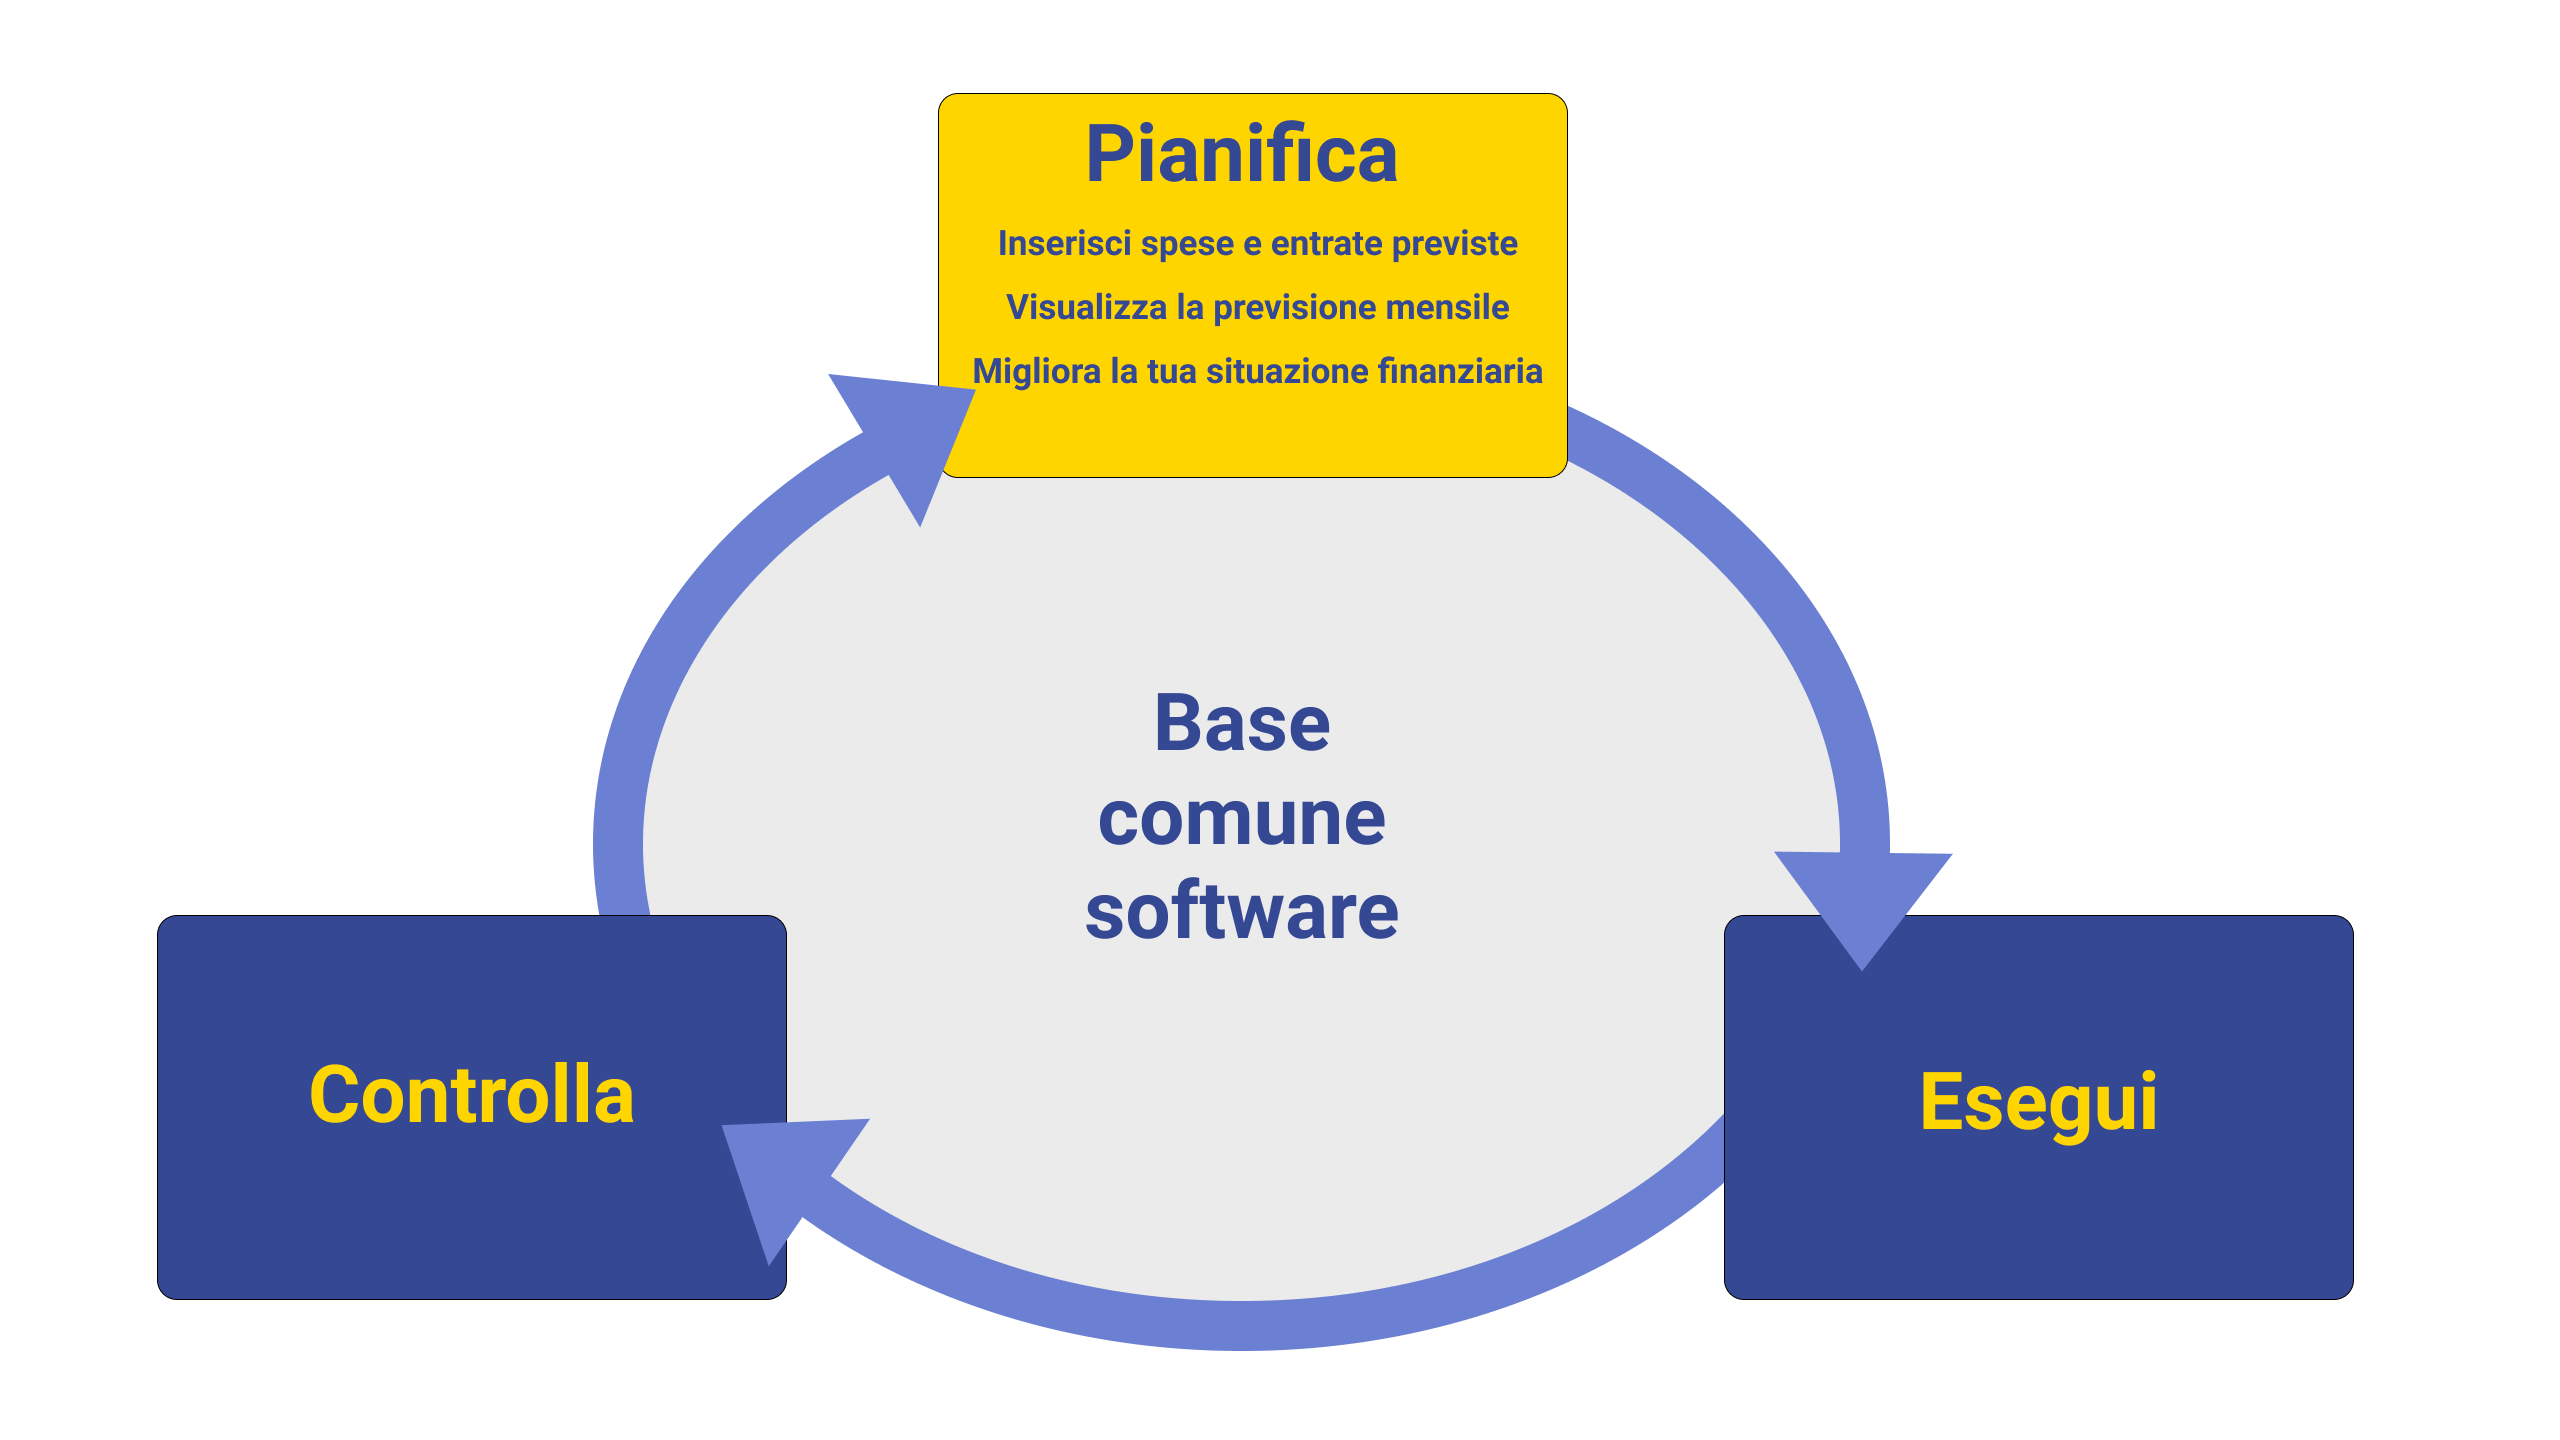 Pianifica
Inserisci spese e entrate previste
Visualizza la previsione mensile
Migliora la tua situazione finanziaria
Base
comune
software
Controlla
Esegui